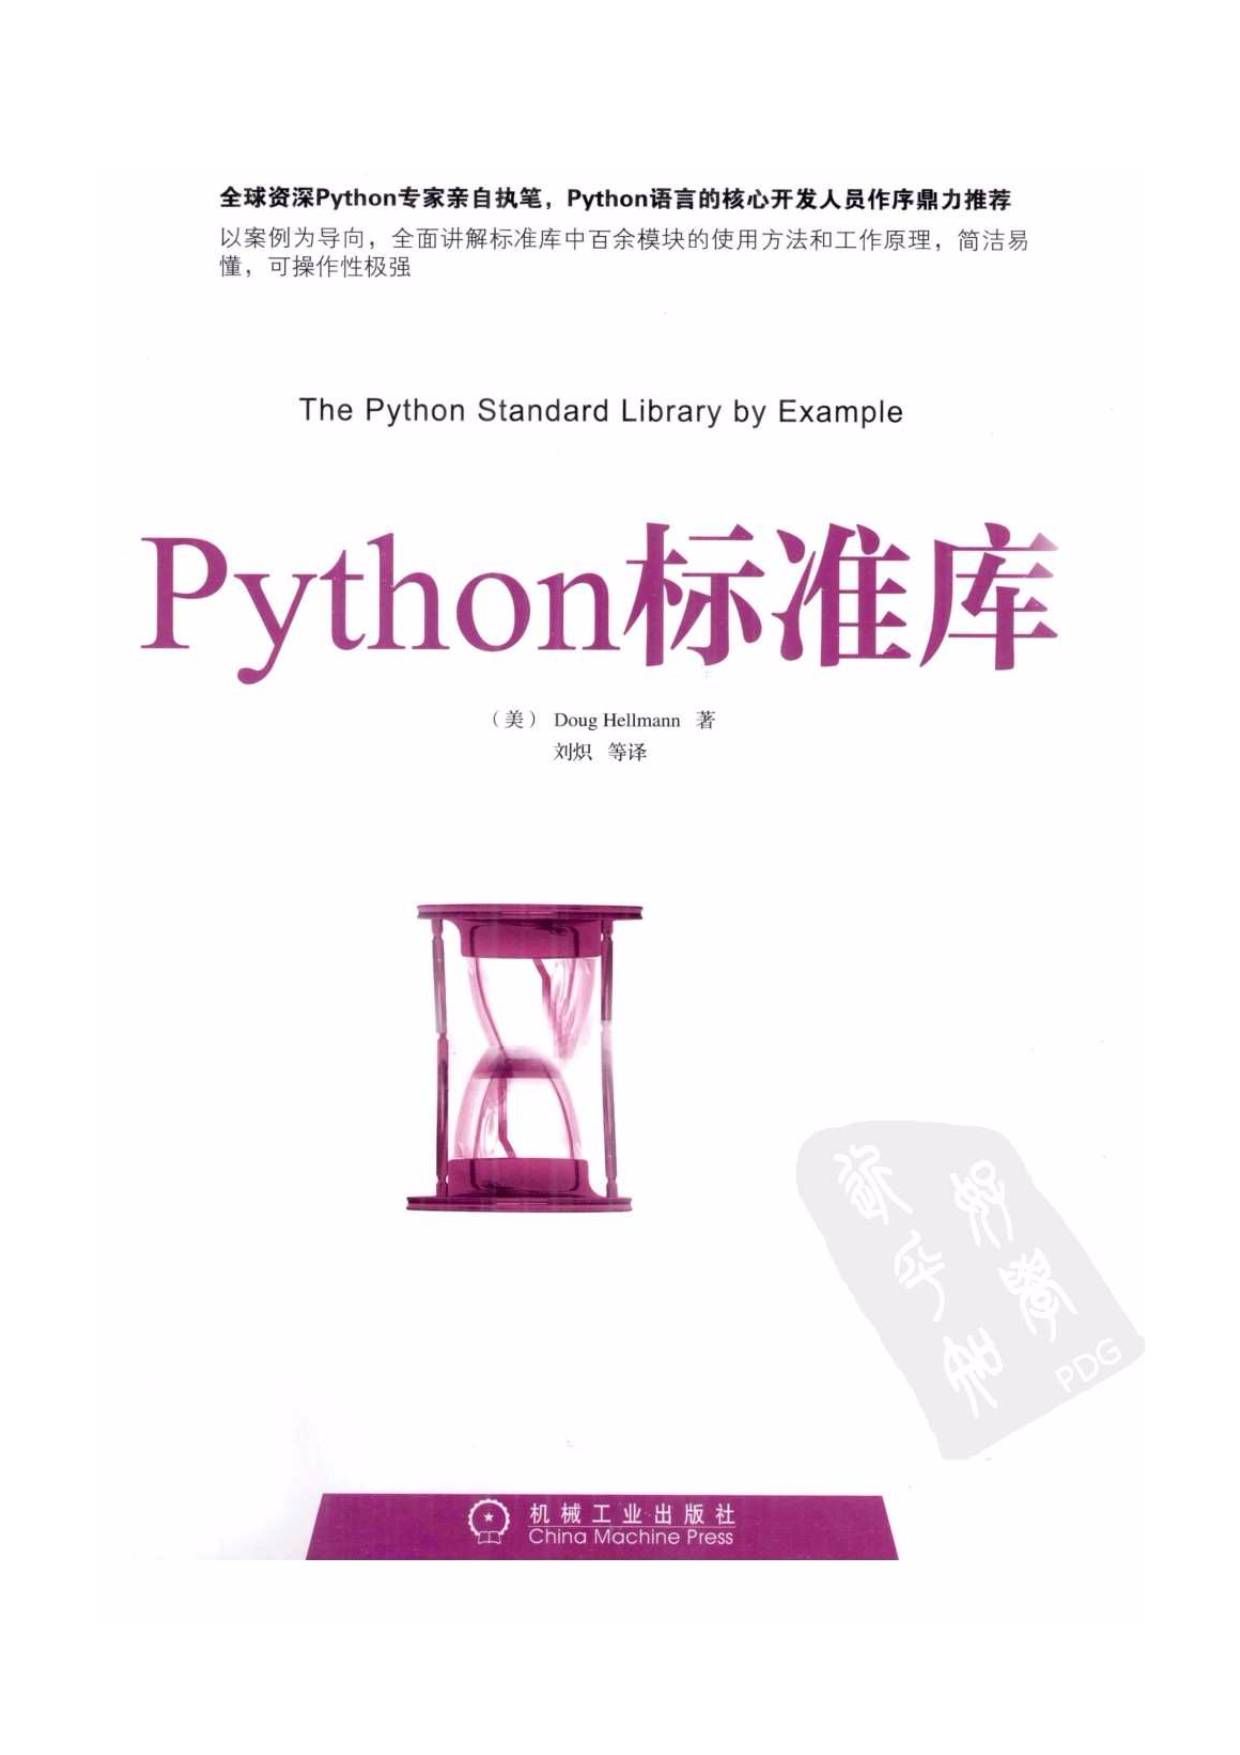 全球资深Python专家亲自执笔，Python语言的核心开发人员作序鼎力推荐
以案例为导向，全面讲解标准库中百余模块的使用方法和工作原理，简洁易
懂，可操作性极强
The Python Standard Library by Example
Python标准库
（美） Doug Hellmann 著
刘炽 等译
PDG
机械工业出版社
China Machine Press